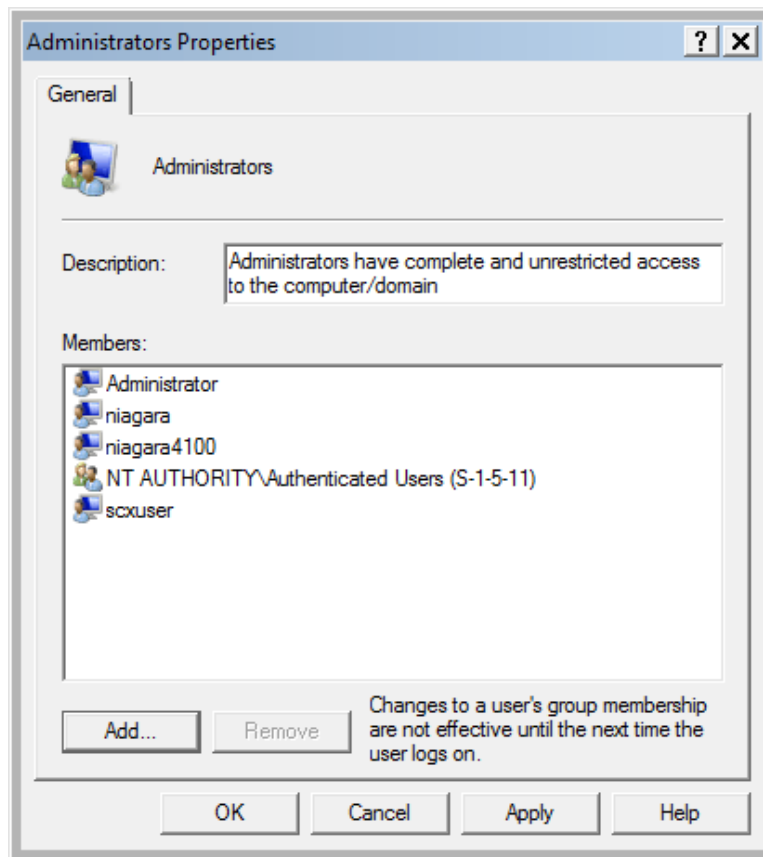 Administrators Properties
?
General
Administrators
Description:
Administrators have complete and unrestricted access
to the computer/domain
Members:
Administrator
niagara
niagara4100
NT AUTHORITY\Authenticated Users (S-1-5-11)
scxuser
Add...
Remove
Changes to a user's group membership
are not effective until the next time the
user logs on.
OK
Cancel
Apply
Help